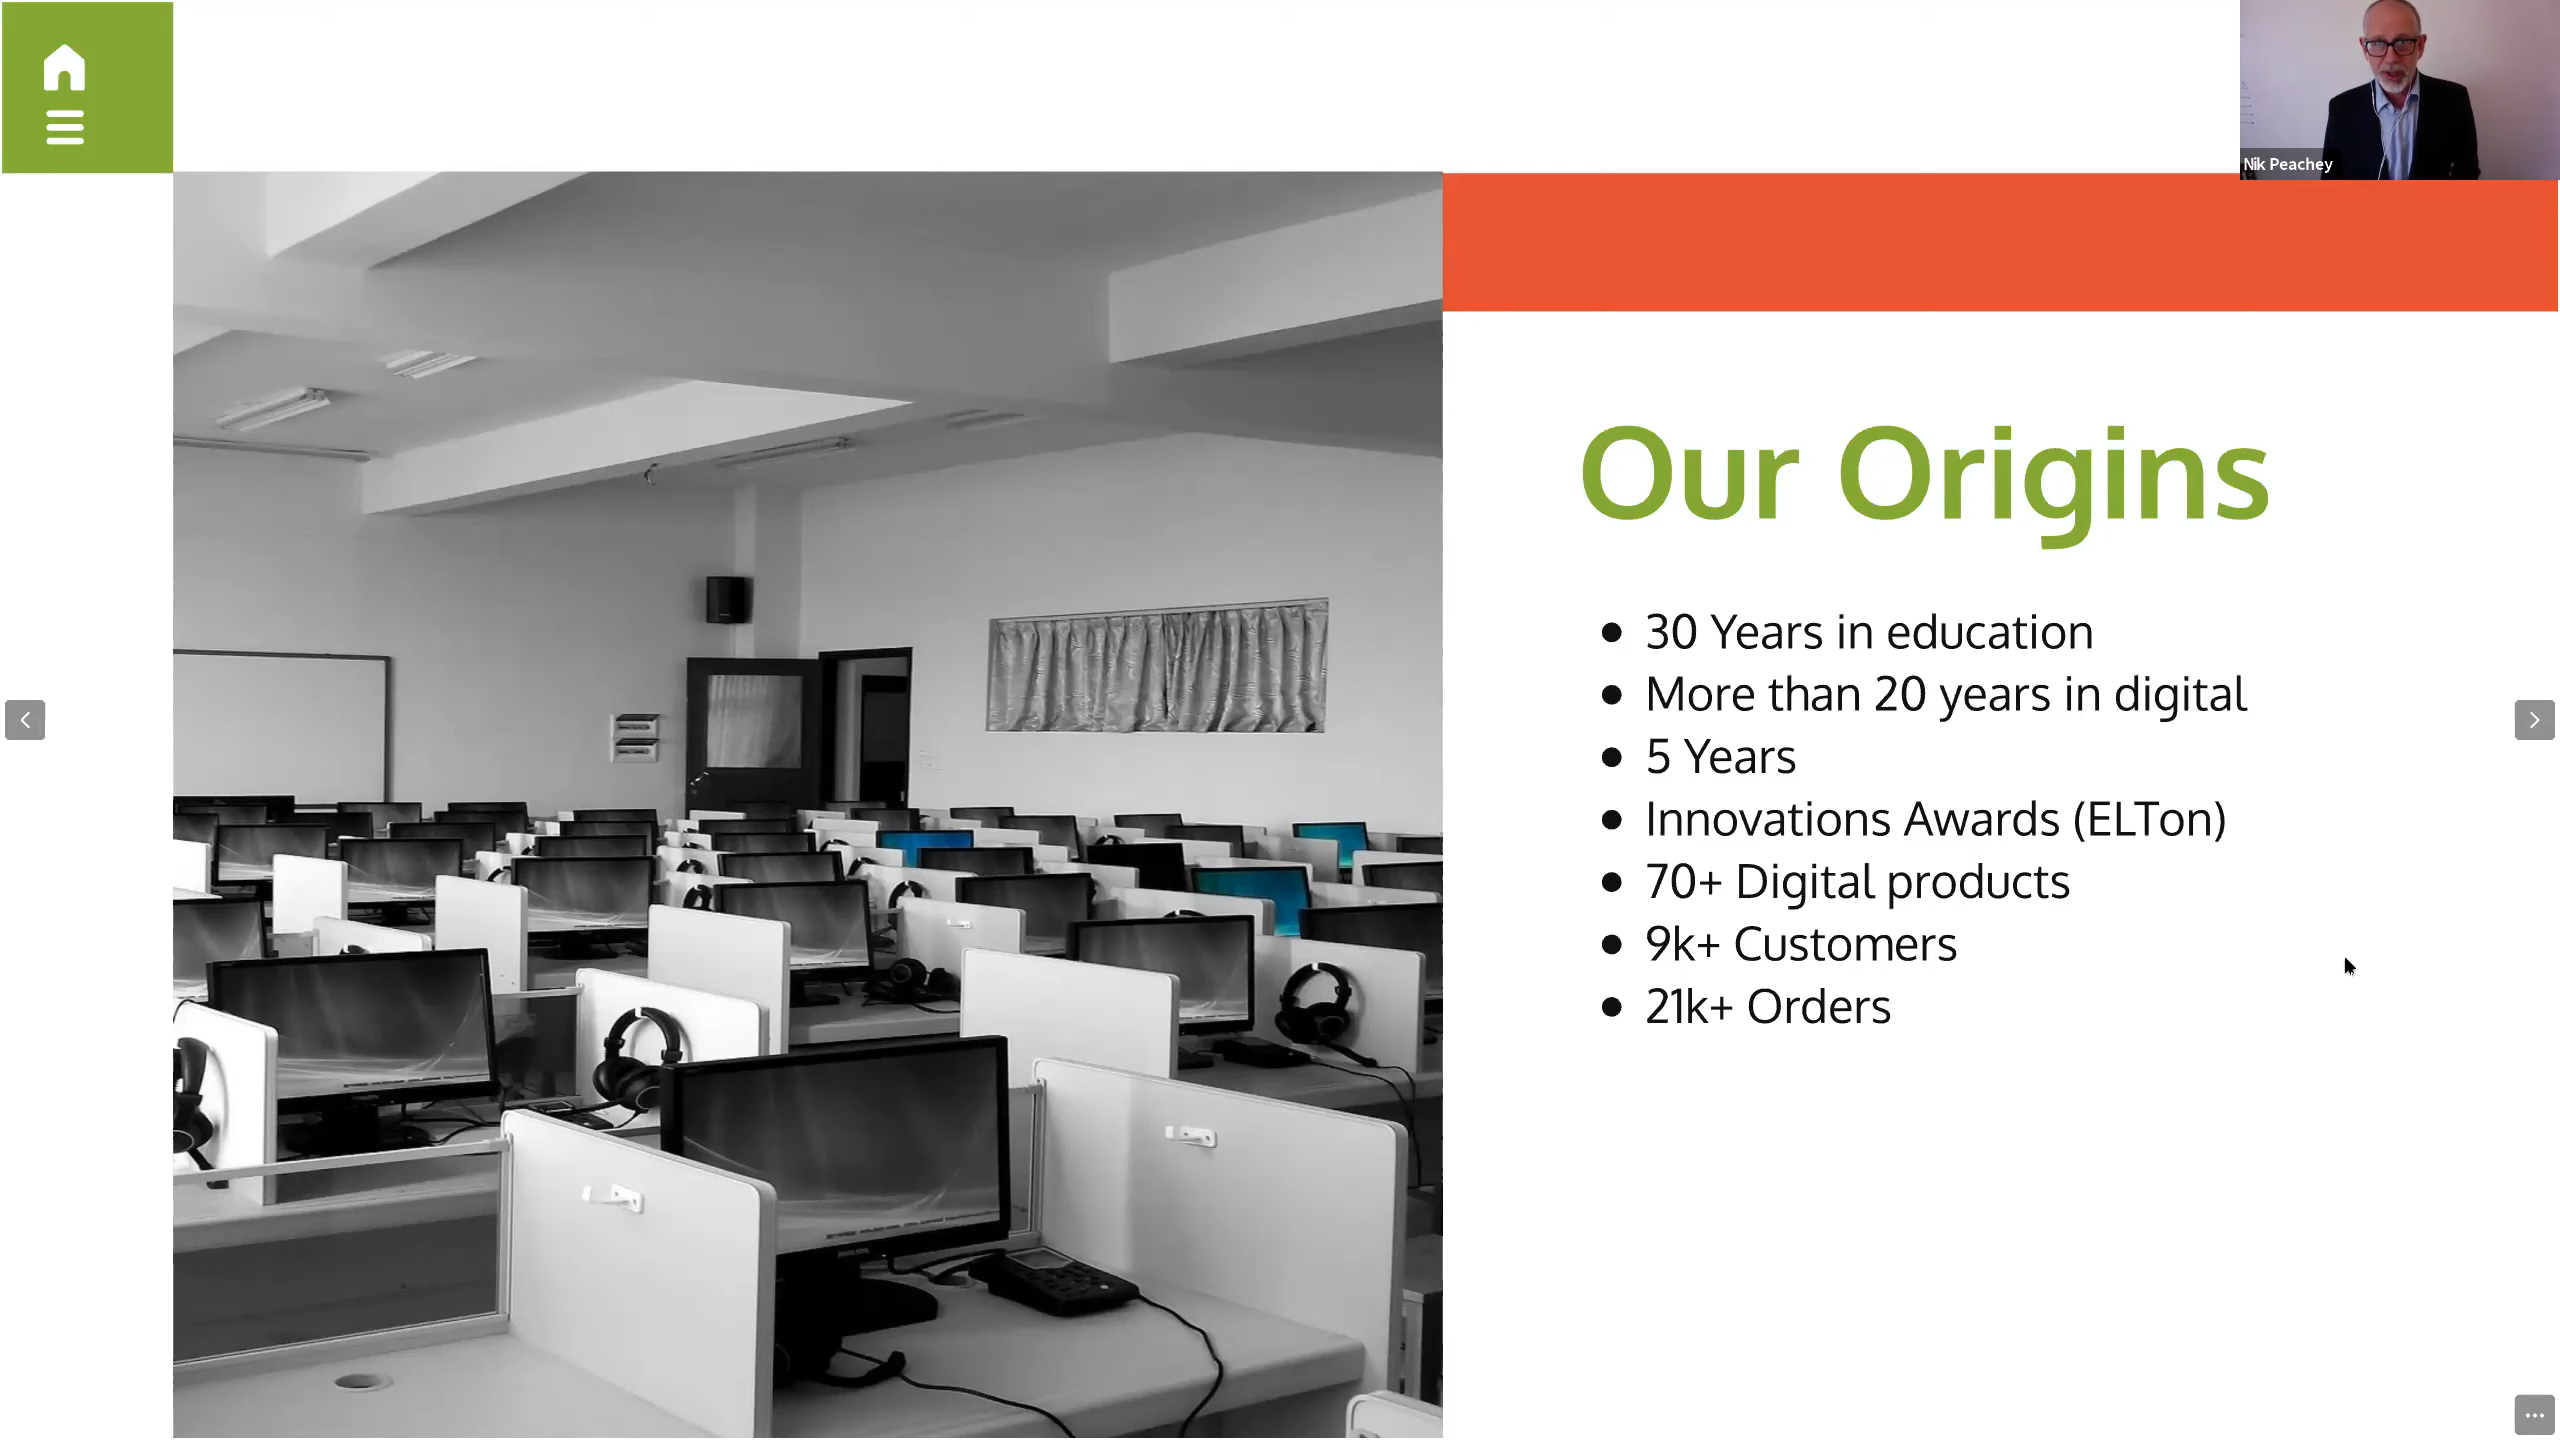 Nik Peachey
Our Origins
● 30 Years in education
● More than 20 years in digital
● 5 Years
● Innovations Awards (ELTon)
● 70+ Digital products
● 9k+ Customers
● 21k+ Orders
PHILIPS